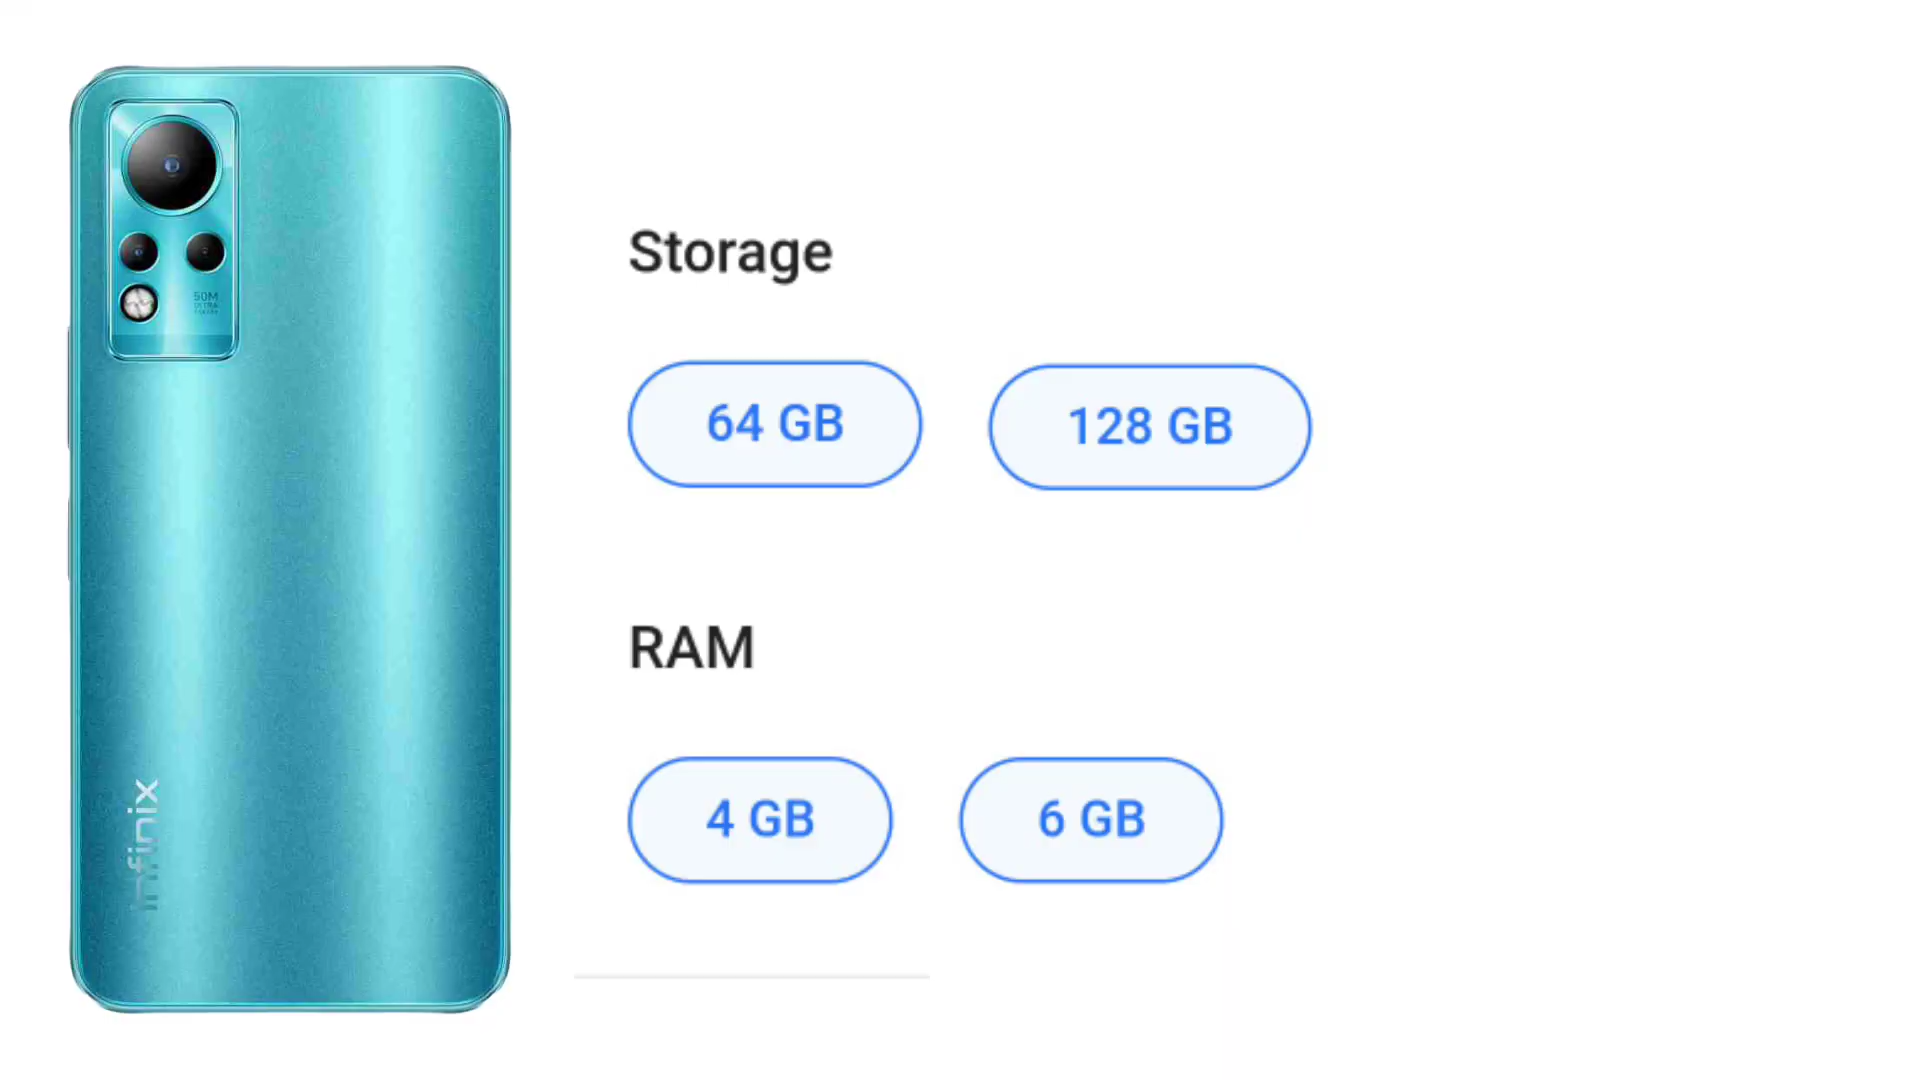 50M
infinix
Storage
64 GB
128 GB
RAM
4 GB
6 GB